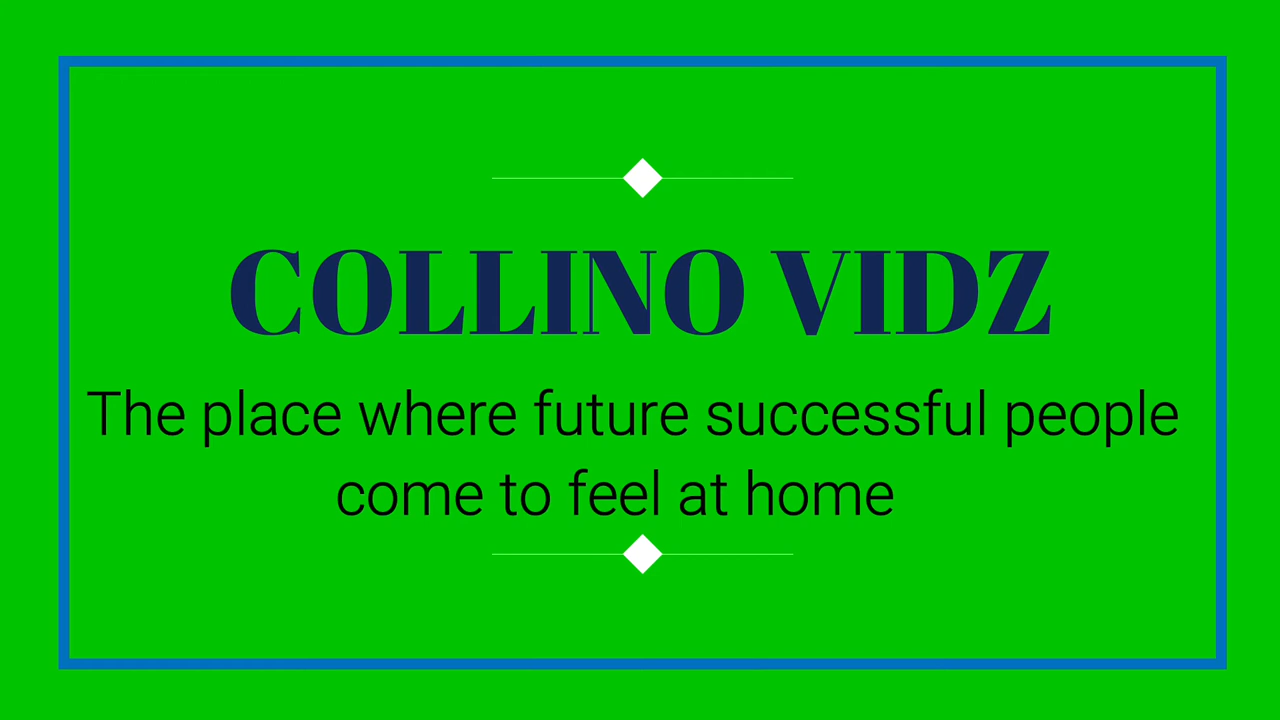 COLLINO VIDZ
The place where future successful people
come to feel at home